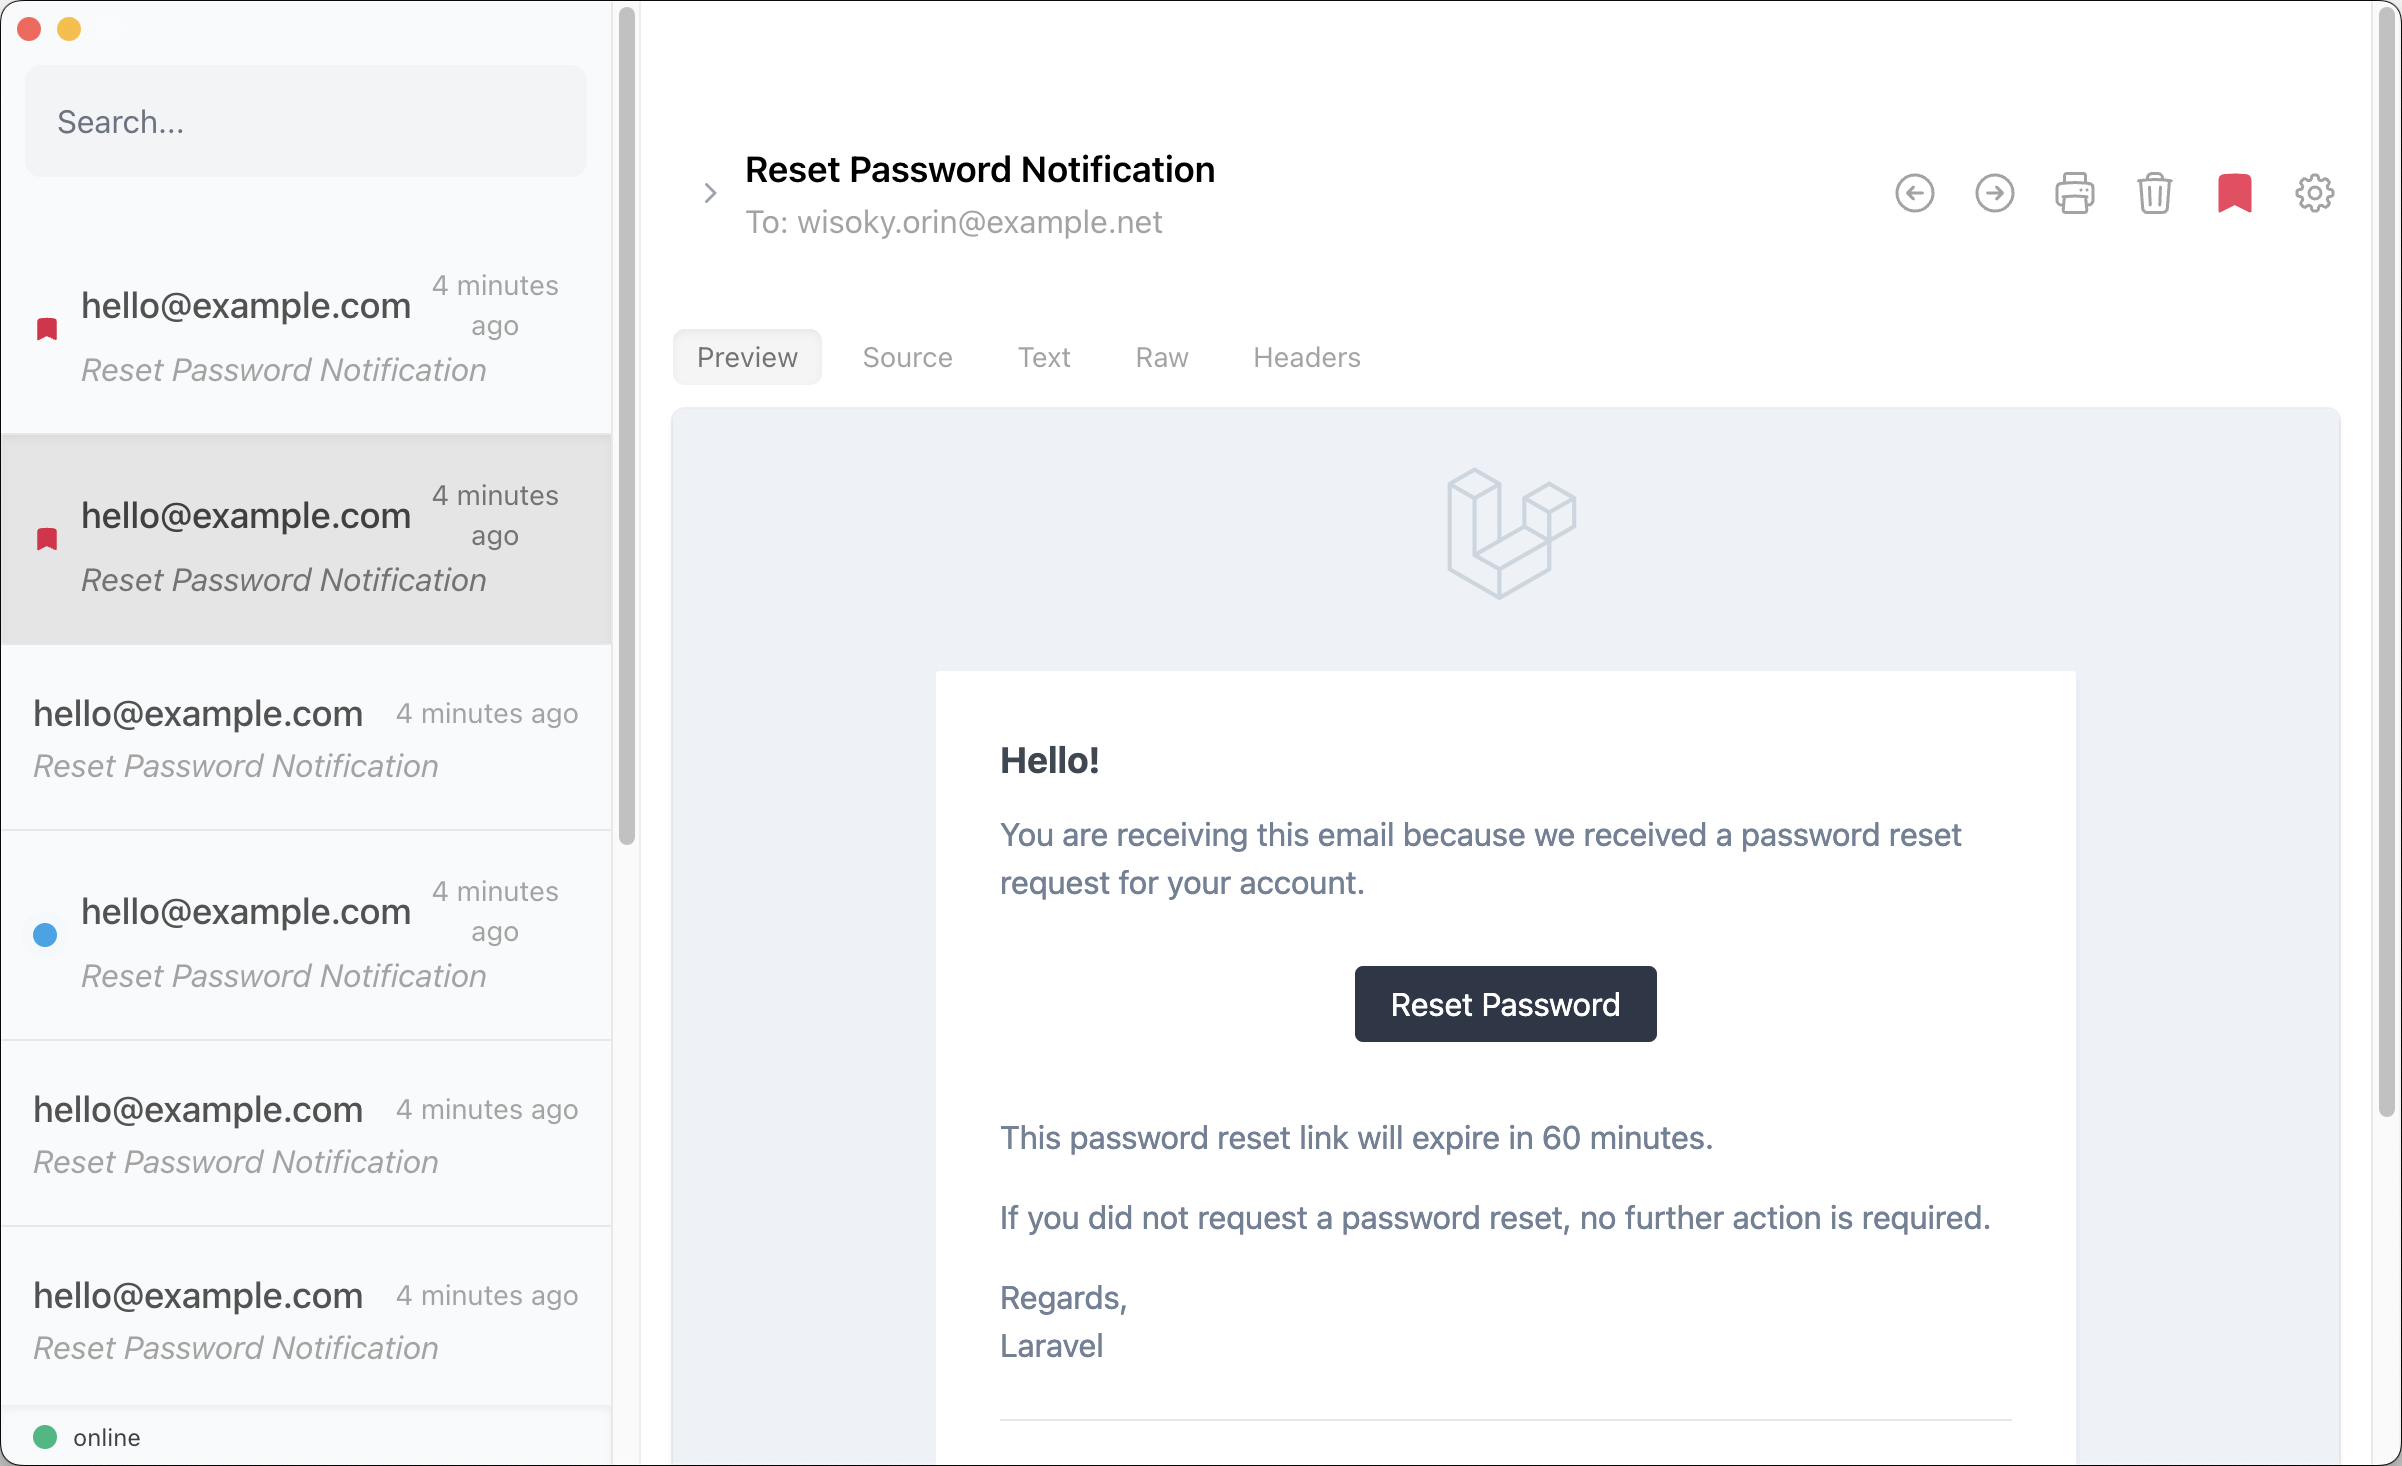 Search...
hello@example.com 4 minutes ago
Reset Password Notification
hello@example.com 4 minutes ago
Reset Password Notification
hello@example.com 4 minutes ago
Reset Password Notification
hello@example.com 4 minutes ago
Reset Password Notification
hello@example.com 4 minutes ago
Reset Password Notification
hello@example.com 4 minutes ago
Reset Password Notification
online
Reset Password Notification
To: wisoky.orin@example.net
Preview Source Text Raw Headers
Hello!
You are receiving this email because we received a password reset
request for your account.
Reset Password
This password reset link will expire in 60 minutes.
If you did not request a password reset, no further action is required.
Regards,
Laravel